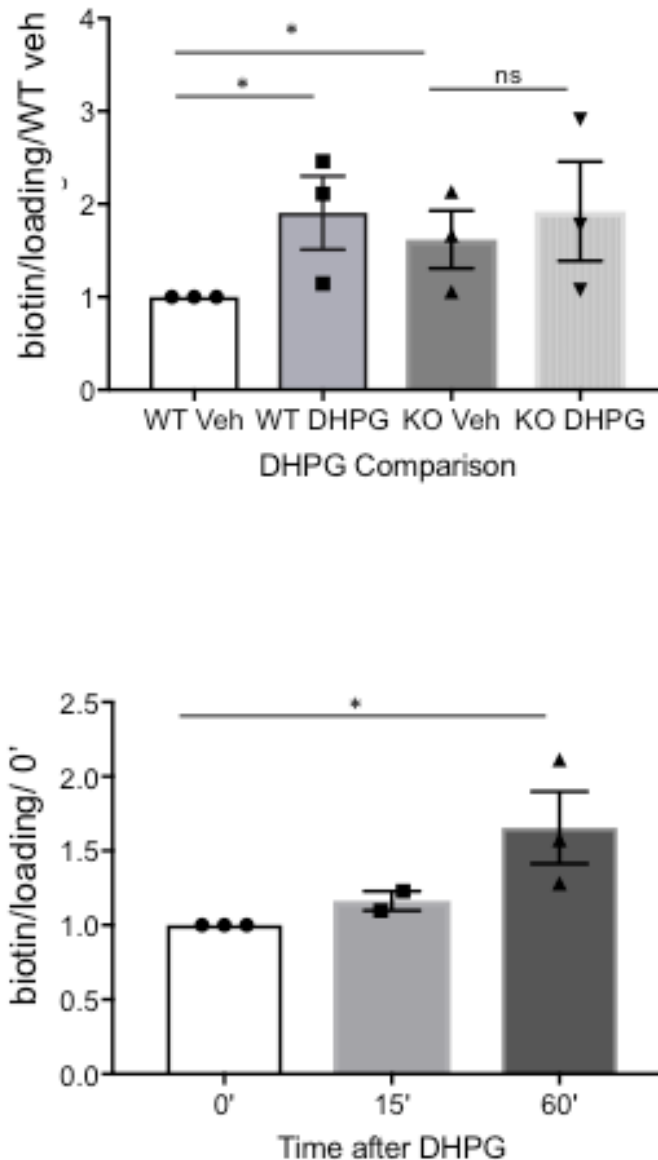 biotin/loading/WT veh
4
3
2
1
0
*
*
ns
WT Veh WT DHPG KO Veh KO DHPG
DHPG Comparison
biotin/loading/ 0'
2.5
2.0
1.5
1.0
0.5
0.0
*
0' 15' 60'
Time after DHPG